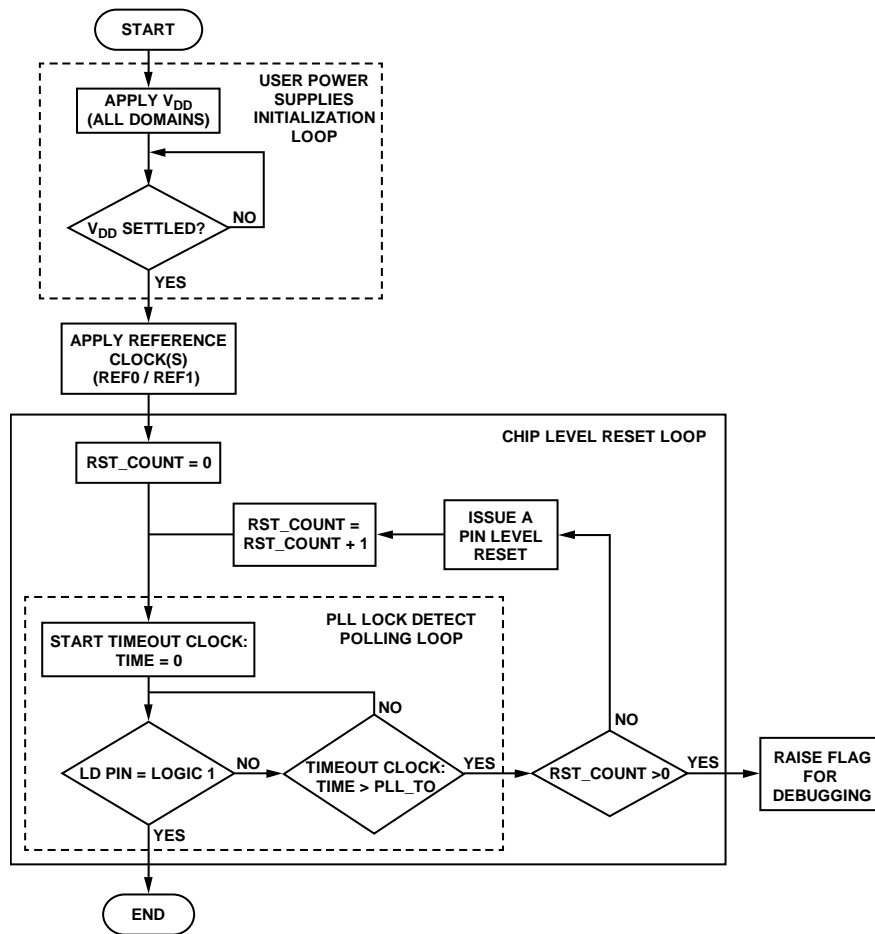 START
USER POWER
SUPPLIES
INITIALIZATION
LOOP
APPLY VDD
(ALL DOMAINS)
VDD SETTLED?
NO
YES
APPLY REFERENCE
CLOCK(S)
(REF0 / REF1)
CHIP LEVEL RESET LOOP
RST_COUNT = 0
RST_COUNT =
RST_COUNT + 1
ISSUE A
PIN LEVEL
RESET
PLL LOCK DETECT
POLLING LOOP
START TIMEOUT CLOCK:
TIME = 0
NO
NO
LD PIN = LOGIC 1
NO
TIMEOUT CLOCK:
TIME > PLL_TO
YES
RST_COUNT >0
YES
RAISE FLAG
FOR
DEBUGGING
YES
END